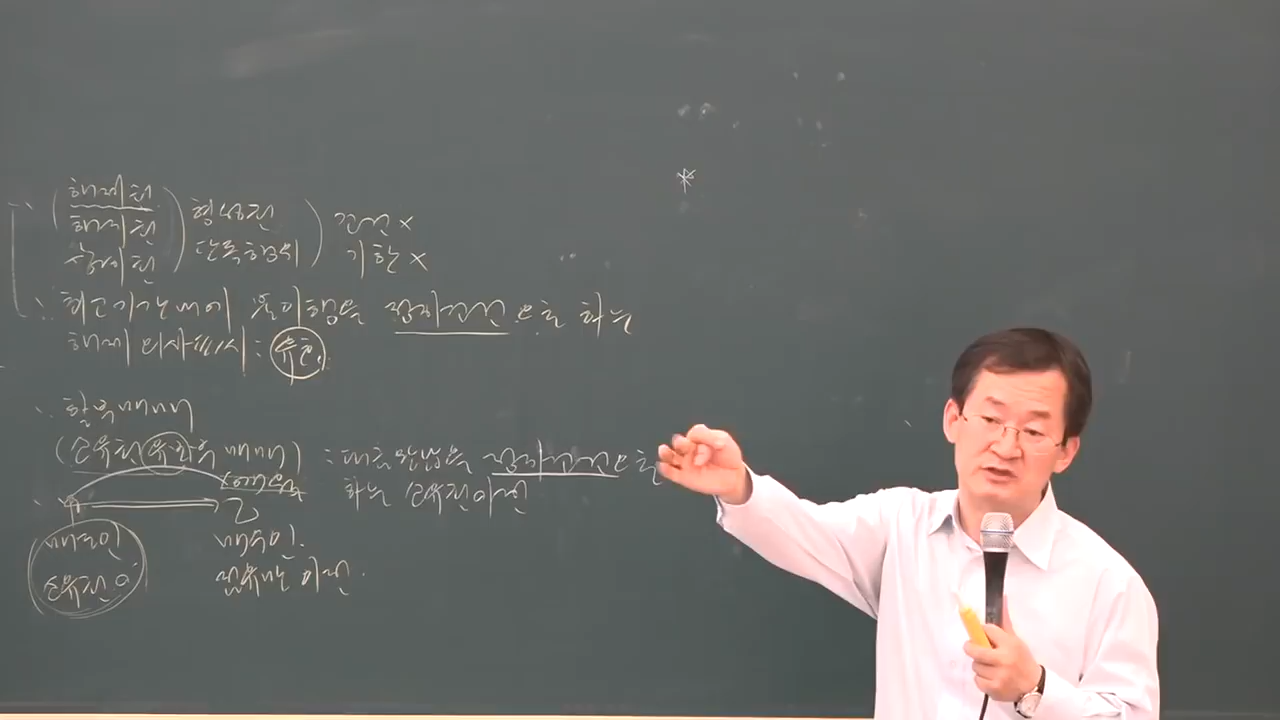 해제권
해지권 형성권 조건 ×
상계권 단독행위 기한 ×
∴ 최고기간내에 불이행을 정지조건으로 하는
해제 의사표시 : 유효.
할부매매
(소유권유보부 매매) : 대금완납을 정지조건으로
하는 소유권이전
매도인 매수인.
소유권 점유만 이전.